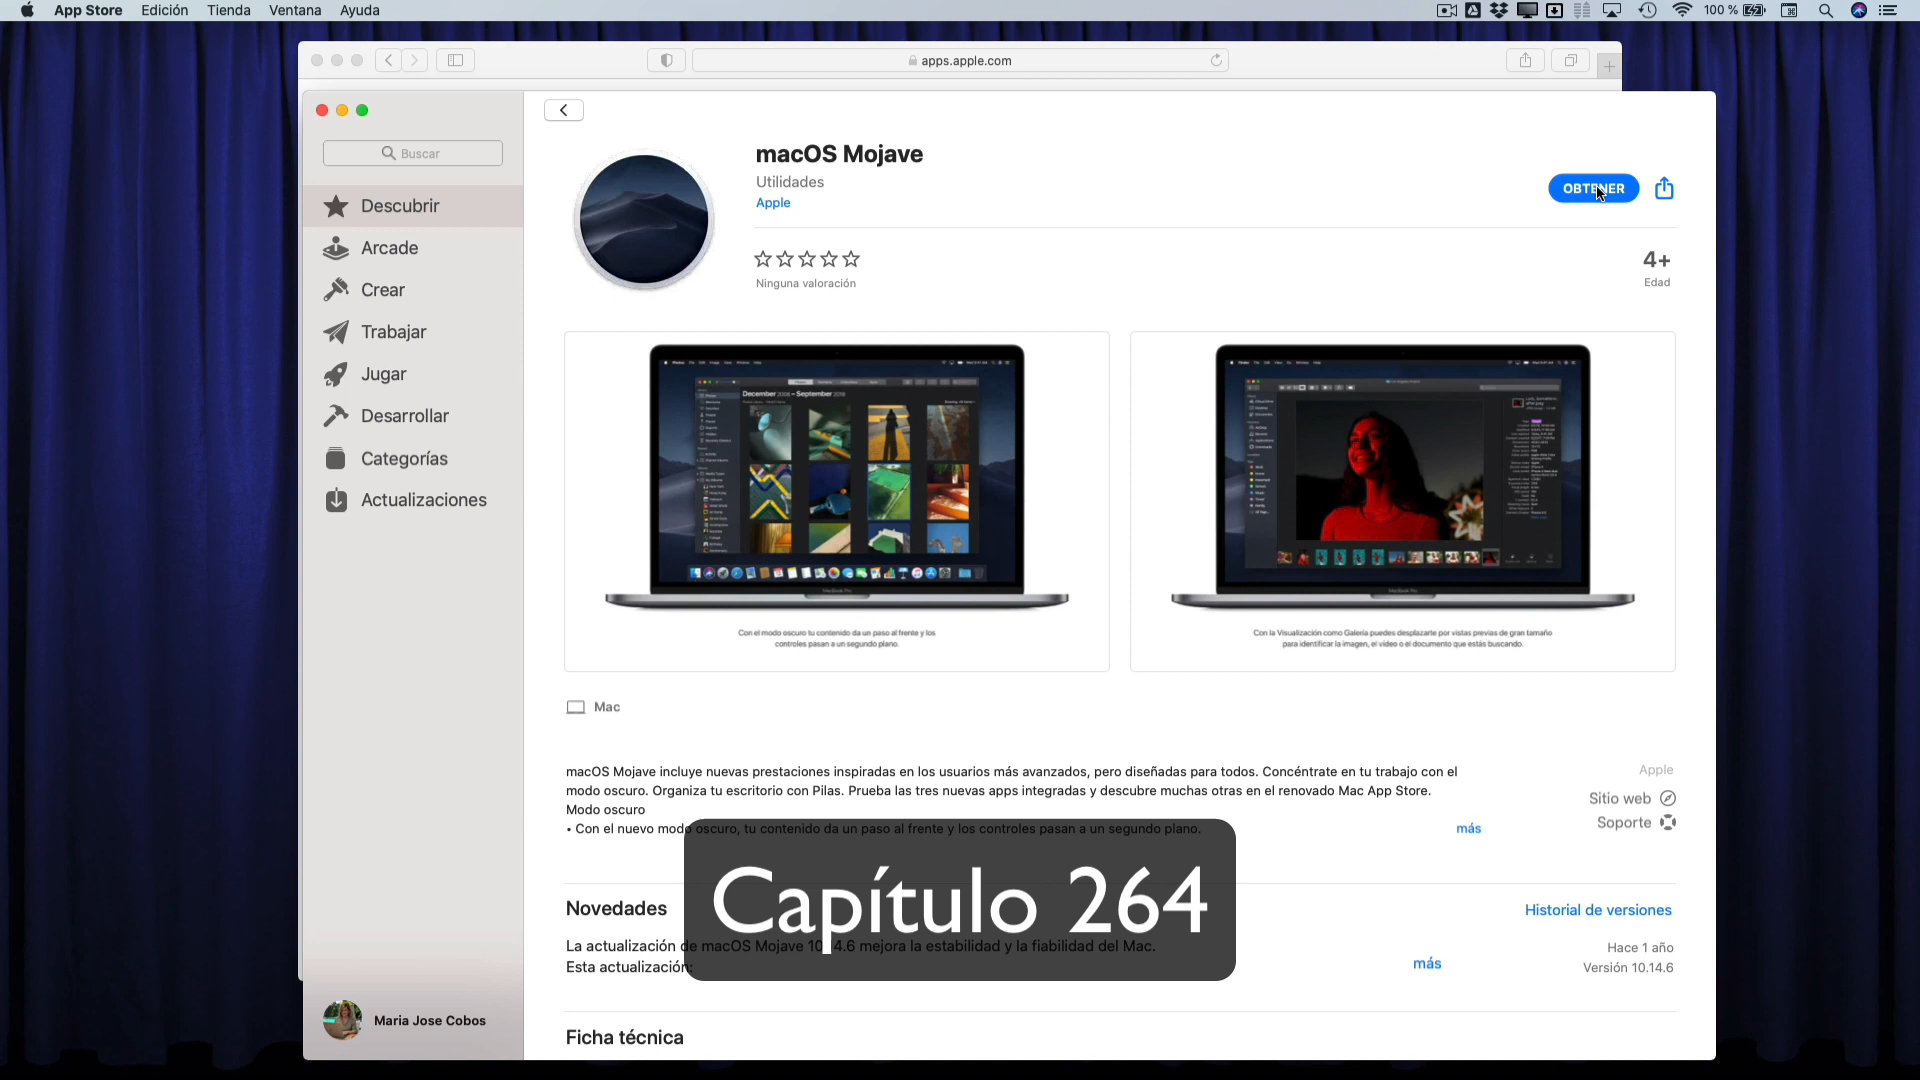 App Store Edición Tienda Ventana Ayuda
100 %
apps.apple.com
Buscar
Descubrir
Arcade
Crear
Trabajar
Jugar
Desarrollar
Categorías
Actualizaciones
Maria Jose Cobos
macOS Mojave
Utilidades
Apple
OBTENER
Ninguna valoración
4+
Edad
December 2008 – September 2019
MacBook Pro
Con el modo oscuro tu contenido da un paso al frente y los
controles pasan a un segundo plano.
MacBook Pro
Con la Visualización como Galería puedes desplazarte por vistas previas de gran tamaño
para identificar la imagen, el vídeo o el documento que estás buscando.
Mac
macOS Mojave incluye nuevas prestaciones inspiradas en los usuarios más avanzados, pero diseñadas para todos. Concéntrate en tu trabajo con el
modo oscuro. Organiza tu escritorio con Pilas. Prueba las tres nuevas apps integradas y descubre muchas otras en el renovado Mac App Store.
Modo oscuro
• Con el nuevo modo oscuro, tu contenido da un paso al frente y los controles pasan a un segundo plano.
más
Apple
Sitio web
Soporte
Capítulo 264
Novedades
Historial de versiones
La actualización de macOS Mojave 10.14.6 mejora la estabilidad y la fiabilidad del Mac.
Esta actualización:
más
Hace 1 año
Versión 10.14.6
Ficha técnica